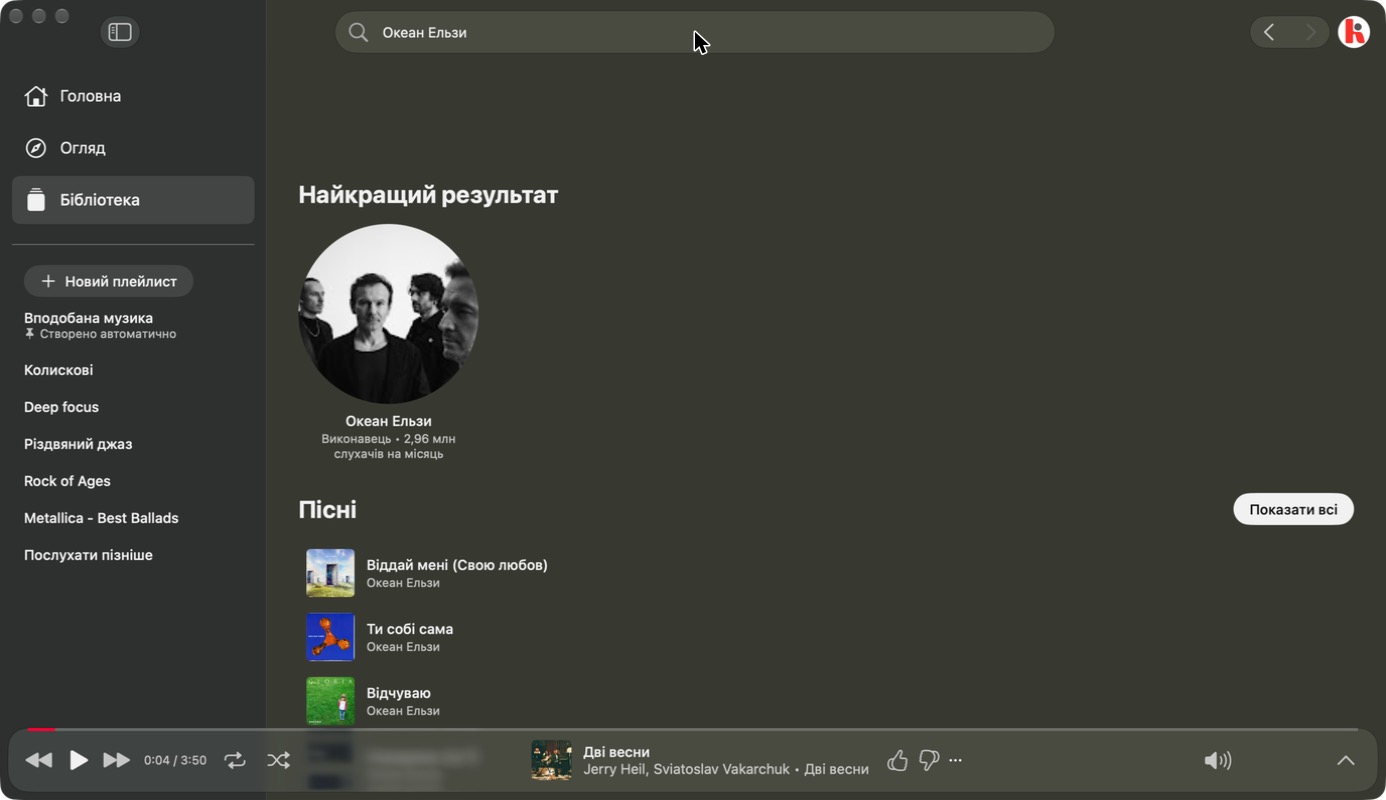 Океан Ельзи
Головна
Огляд
Бібліотека
Новий плейлист
Вподобана музика
Створено автоматично
Колискові
Deep focus
Різдвяний джаз
Rock of Ages
Metallica - Best Ballads
Послухати пізніше
Найкращий результат
Океан Ельзи
Виконавець • 2,96 млн
слухачів на місяць
Пісні
Показати всі
Віддай мені (Свою любов)
Океан Ельзи
Ти собі сама
Океан Ельзи
Відчуваю
Океан Ельзи
0:04 / 3:50
Дві весни
Jerry Heil, Sviatoslav Vakarchuk • Дві весни